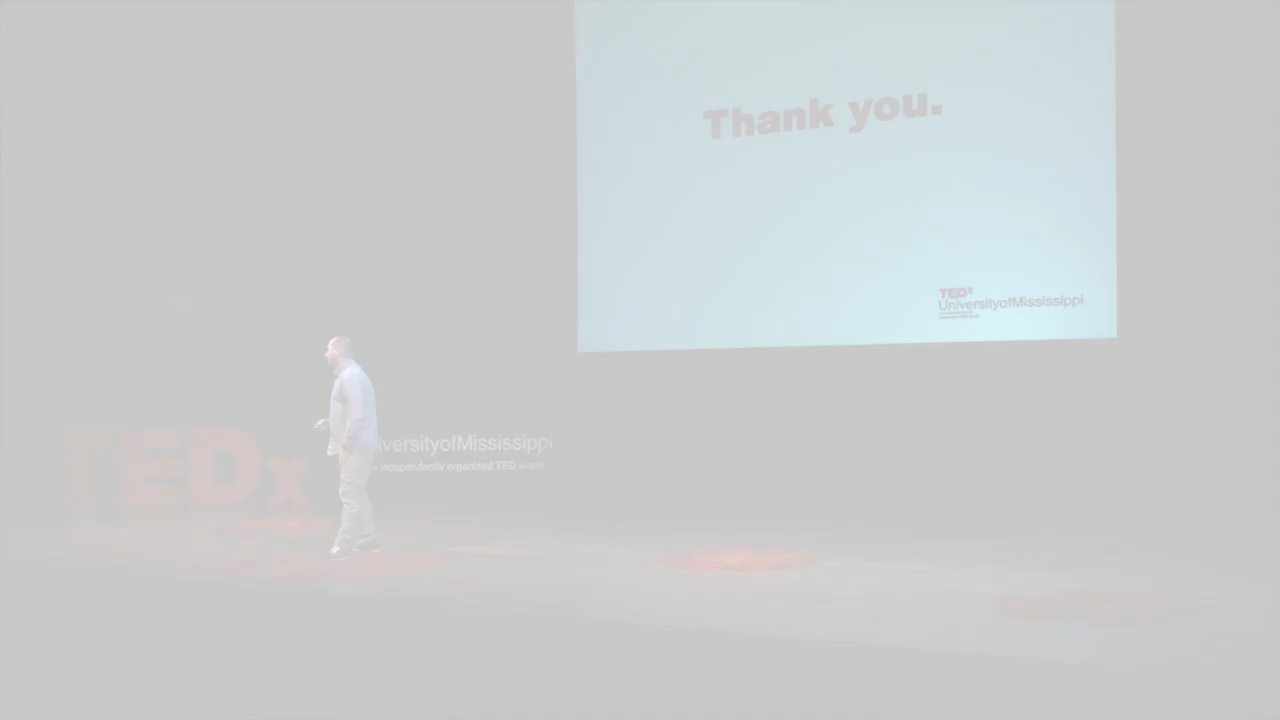 Thank you.
TEDx
UniversityofMississippi
TEDx
versityofMississippi
independently organized TED event